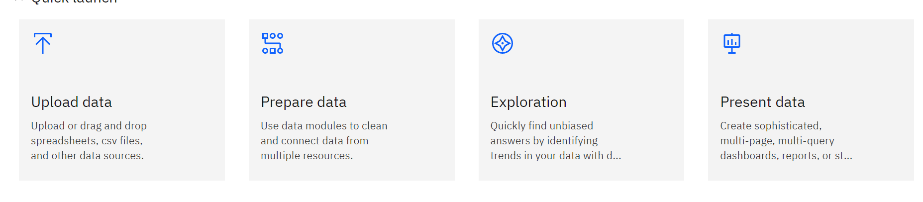 Quick launch
Upload data
Upload or drag and drop
spreadsheets, csv files,
and other data sources.
Prepare data
Use data modules to clean
and connect data from
multiple resources.
Exploration
Quickly find unbiased
answers by identifying
trends in your data with d...
Present data
Create sophisticated,
multi-page, multi-query
dashboards, reports, or st...